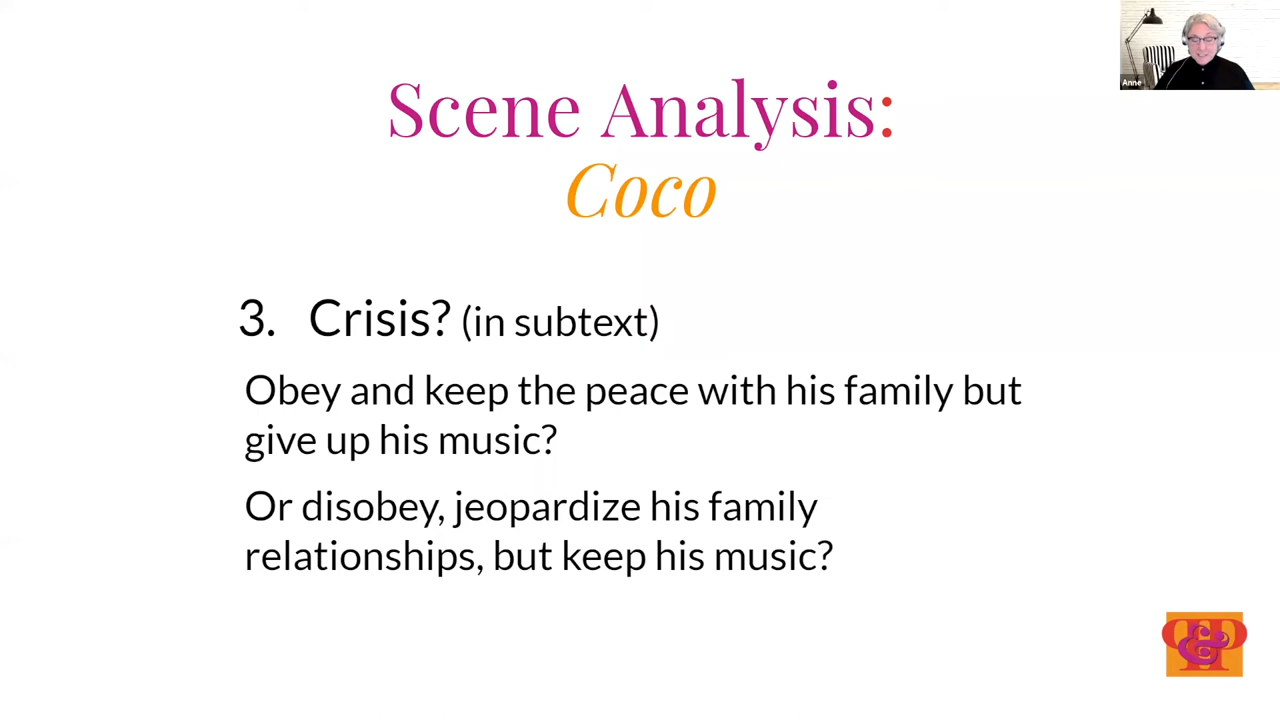 Anne
Scene Analysis:
Coco
3. Crisis? (in subtext)
Obey and keep the peace with his family but
give up his music?
Or disobey, jeopardize his family
relationships, but keep his music?
P&P